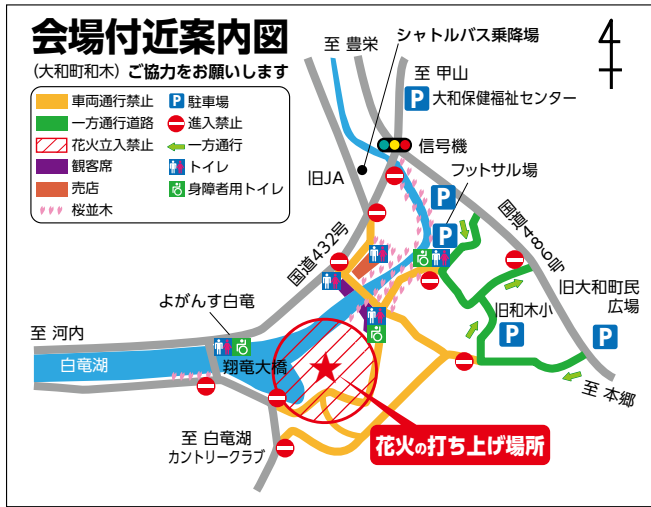 会場付近案内図
(大和町和木) ご協力をお願いします
車両通行禁止
P 駐車場
一方通行道路
進入禁止
花火立入禁止
一方通行
観客席
トイレ
売店
身障者用トイレ
桜並木
至 豊栄
シャトルバス乗降場
至 甲山
P 大和保健福祉センター
信号機
旧JA
フットサル場
P
P
国道432号
国道486号
よがんす白竜
至 河内
白竜湖
翔竜大橋
旧和木小
P
旧大和町民
広場
P
至 本郷
至 白竜湖
カントリークラブ
花火の打ち上げ場所